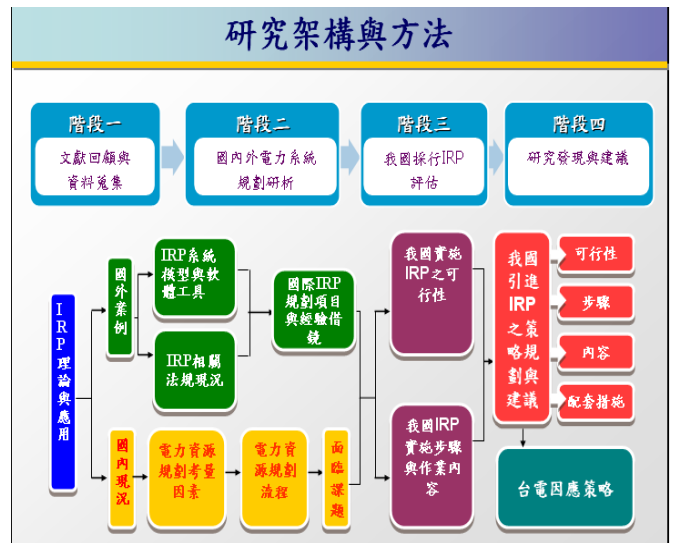 研究架構與方法
階段一
文獻回顧與
資料蒐集
階段二
國內外電力系統
規劃研析
階段三
我國採行IRP
評估
階段四
研究發現與建議
IRP理論與應用
國外案例
IRP系統
模型與軟
體工具
IRP相關
法規現況
國際IRP
規劃項目
與經驗借
鏡
國內現況
電力資源
規劃考量
因素
電力資
源規劃
流程
面臨課題
我國實施
IRP之可
行性
我國IRP
實施步驟
與作業內
容
我國
引進
IRP
之策
略規
劃與
建議
可行性
步驟
內容
配套措施
台電因應策略